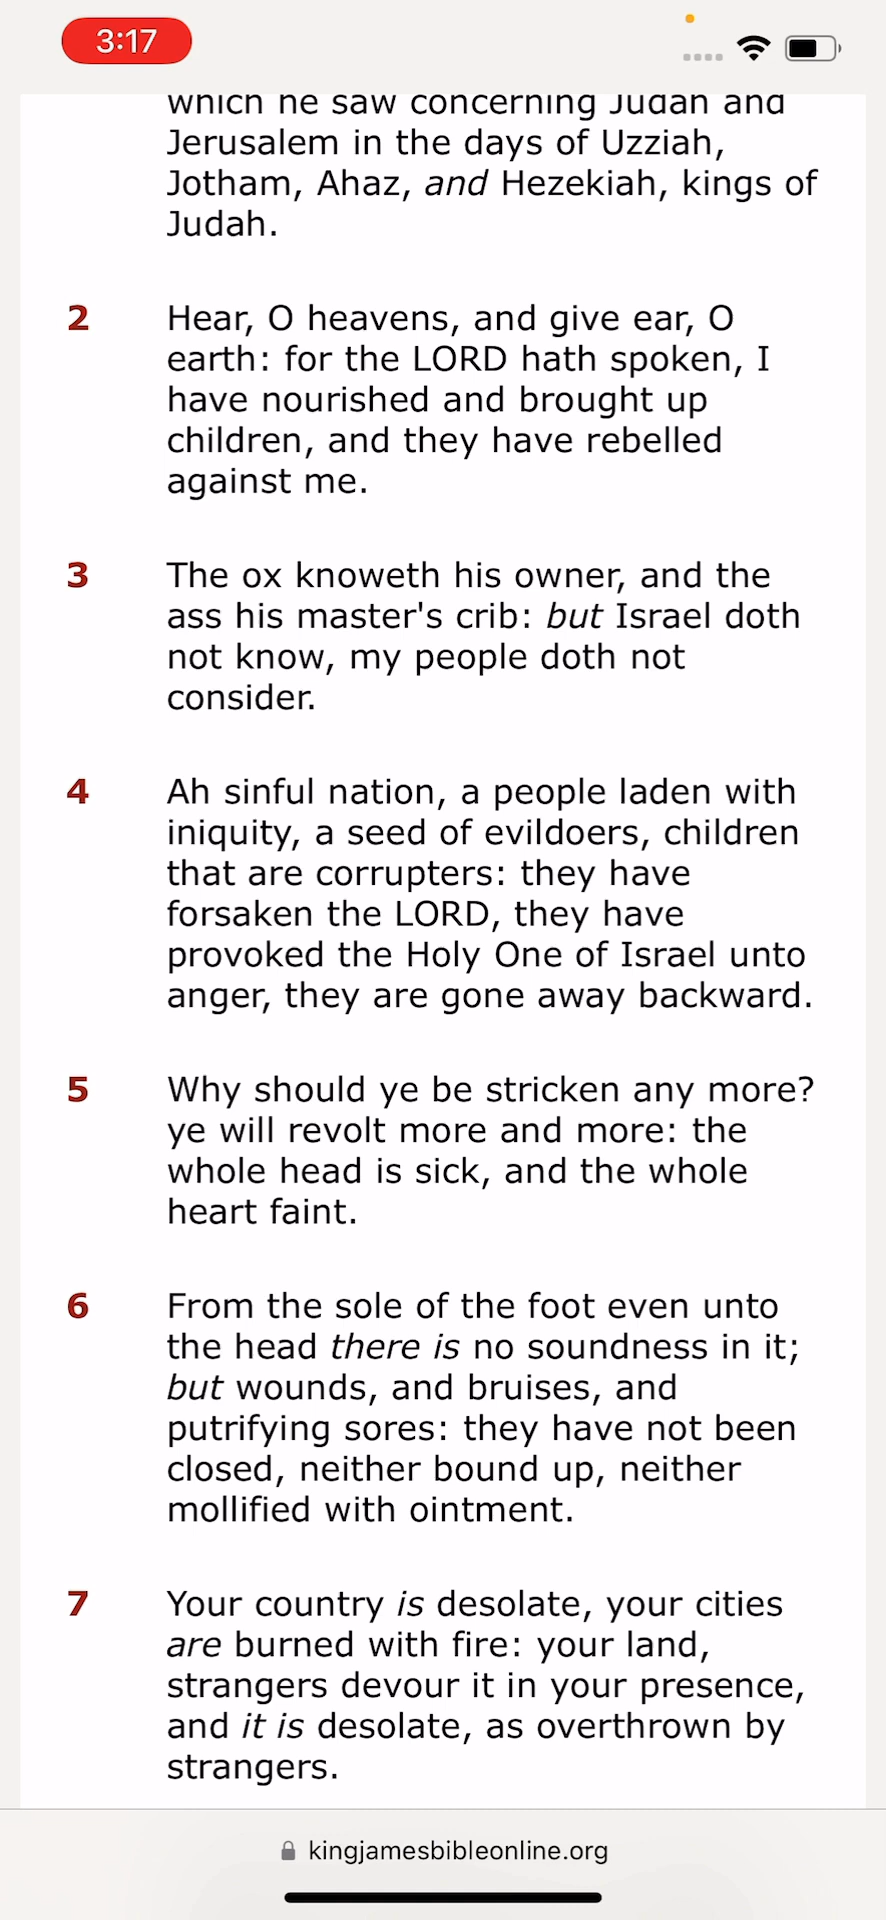 3:17
which he saw concerning Judah and
Jerusalem in the days of Uzziah,
Jotham, Ahaz, and Hezekiah, kings of
Judah.
2 Hear, O heavens, and give ear, O
earth: for the LORD hath spoken, I
have nourished and brought up
children, and they have rebelled
against me.
3 The ox knoweth his owner, and the
ass his master's crib: but Israel doth
not know, my people doth not
consider.
4 Ah sinful nation, a people laden with
iniquity, a seed of evildoers, children
that are corrupters: they have
forsaken the LORD, they have
provoked the Holy One of Israel unto
anger, they are gone away backward.
5 Why should ye be stricken any more?
ye will revolt more and more: the
whole head is sick, and the whole
heart faint.
6 From the sole of the foot even unto
the head there is no soundness in it;
but wounds, and bruises, and
putrifying sores: they have not been
closed, neither bound up, neither
mollified with ointment.
7 Your country is desolate, your cities
are burned with fire: your land,
strangers devour it in your presence,
and it is desolate, as overthrown by
strangers.
kingjamesbibleonline.org